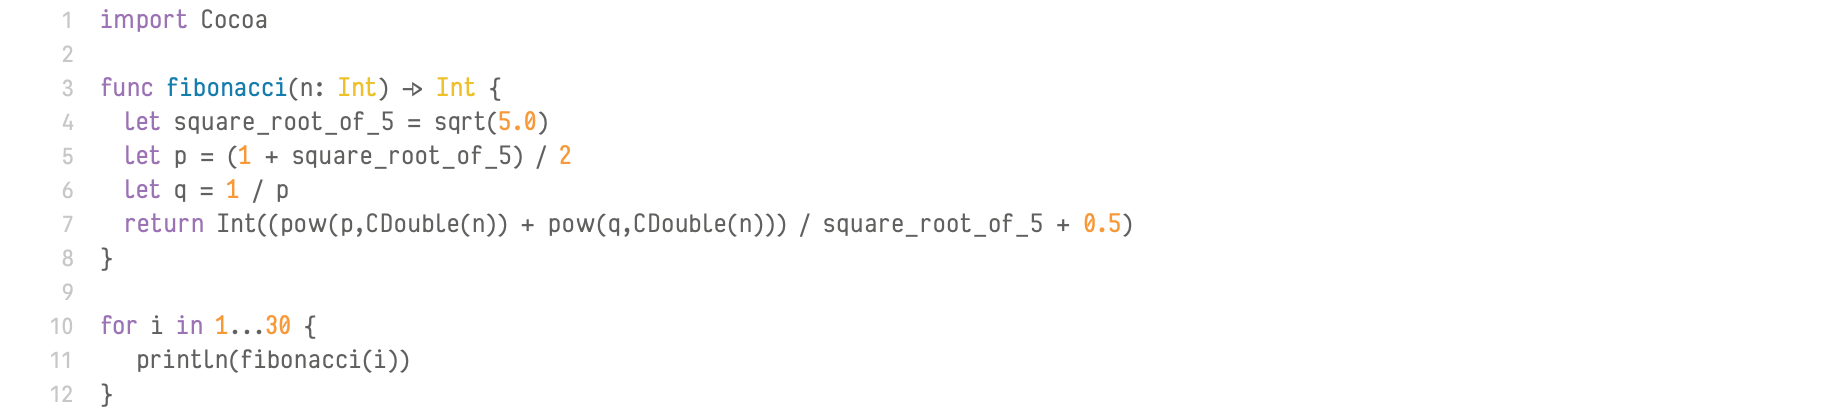 1 import Cocoa
2
3 func fibonacci(n: Int) -> Int {
4   let square_root_of_5 = sqrt(5.0)
5   let p = (1 + square_root_of_5) / 2
6   let q = 1 / p
7   return Int((pow(p,CDouble(n)) + pow(q,CDouble(n))) / square_root_of_5 + 0.5)
8 }
9
10 for i in 1...30 {
11    println(fibonacci(i))
12 }